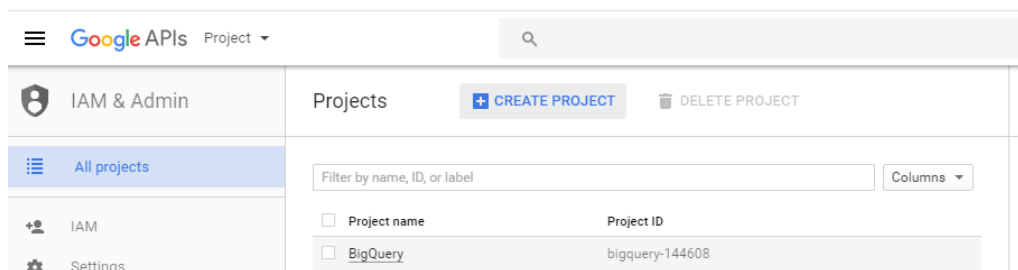 Google APIs Project
IAM & Admin
Projects CREATE PROJECT DELETE PROJECT
All projects
Filter by name, ID, or label Columns
Project name Project ID
IAM
BigQuery bigquery-144608
Settings